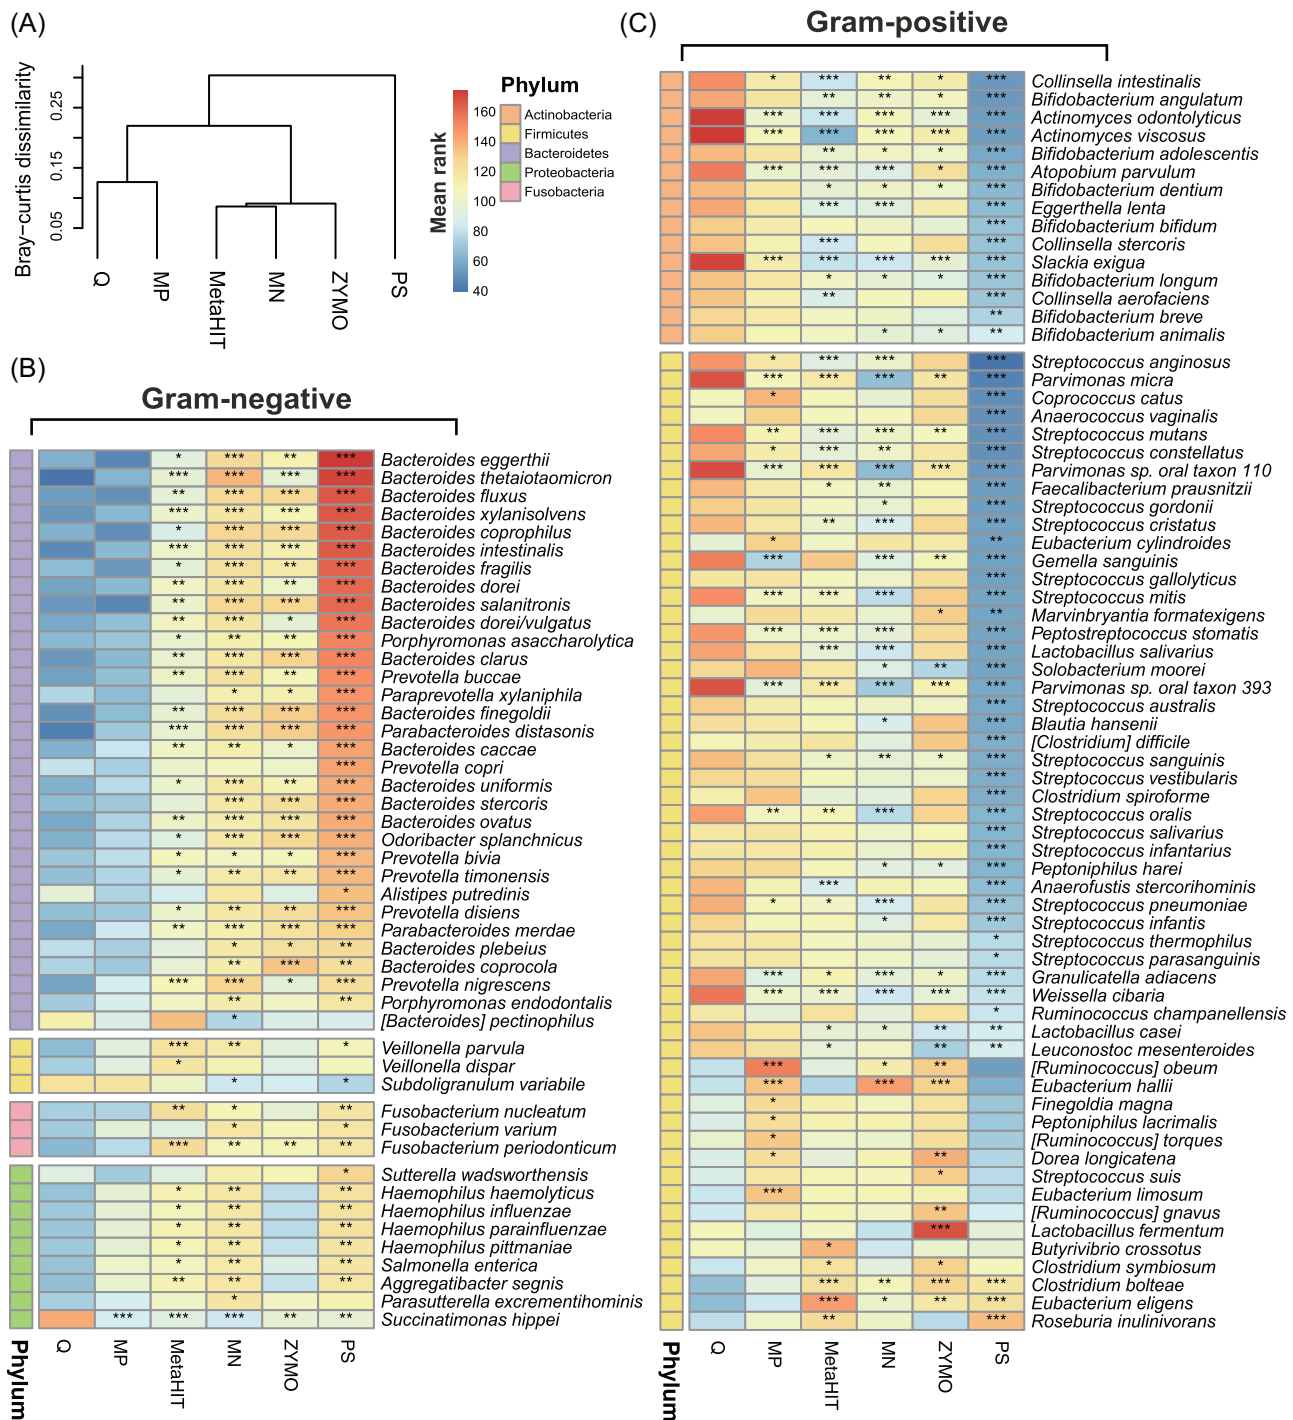 (A)
Bray−curtis dissimilarity
0.25
0.15
0.05
Q
MP
MetaHIT
MN
ZYMO
PS
Mean rank
160
140
120
100
80
60
40
Phylum
Actinobacteria
Firmicutes
Bacteroidetes
Proteobacteria
Fusobacteria
(B)
Gram-negative
* *** ** *** Bacteroides eggerthii
*** *** *** *** Bacteroides thetaiotaomicron
** *** *** *** Bacteroides fluxus
*** *** *** *** Bacteroides xylanisolvens
* *** *** *** Bacteroides coprophilus
*** *** *** *** Bacteroides intestinalis
* *** ** *** Bacteroides fragilis
** *** ** *** Bacteroides dorei
** *** *** *** Bacteroides salanitronis
** *** * *** Bacteroides dorei/vulgatus
* ** ** *** Porphyromonas asaccharolytica
** *** *** *** Bacteroides clarus
** *** ** *** Prevotella buccae
* * *** Paraprevotella xylaniphila
** *** *** *** Bacteroides finegoldii
*** *** *** *** Parabacteroides distasonis
** ** * *** Bacteroides caccae
*** Prevotella copri
* *** ** *** Bacteroides uniformis
*** *** *** Bacteroides stercoris
** *** *** *** Bacteroides ovatus
* *** *** *** Odoribacter splanchnicus
* * * *** Prevotella bivia
* ** ** *** Prevotella timonensis
* Alistipes putredinis
* ** ** *** Prevotella disiens
** *** *** *** Parabacteroides merdae
* * ** Bacteroides plebeius
** *** ** Bacteroides coprocola
*** *** * *** Prevotella nigrescens
** ** Porphyromonas endodontalis
* [Bacteroides] pectinophilus
*** ** * Veillonella parvula
* Veillonella dispar
* * Subdoligranulum variabile
** * ** Fusobacterium nucleatum
* * Fusobacterium varium
*** ** ** ** Fusobacterium periodonticum
* Sutterella wadsworthensis
* ** ** Haemophilus haemolyticus
* ** ** Haemophilus influenzae
* ** ** Haemophilus parainfluenzae
* ** ** Haemophilus pittmaniae
* ** ** Salmonella enterica
** ** ** Aggregatibacter segnis
* Parasutterella excrementihominis
*** *** *** ** ** Succinatimonas hippei
Phylum
Q
MP
MetaHIT
MN
ZYMO
PS
(C)
Gram-positive
* *** ** * *** Collinsella intestinalis
** ** * *** Bifidobacterium angulatum
*** *** *** *** *** Actinomyces odontolyticus
*** *** *** *** *** Actinomyces viscosus
** * * *** Bifidobacterium adolescentis
*** *** *** * *** Atopobium parvulum
* * * *** Bifidobacterium dentium
*** *** *** Eggerthella lenta
*** Bifidobacterium bifidum
*** *** Collinsella stercoris
*** *** *** *** *** Slackia exigua
* * * *** Bifidobacterium longum
** *** Collinsella aerofaciens
** Bifidobacterium breve
* * ** Bifidobacterium animalis
* *** *** *** Streptococcus anginosus
*** *** *** ** *** Parvimonas micra
* *** Coprococcus catus
*** Anaerococcus vaginalis
** *** *** ** *** Streptococcus mutans
* *** ** *** Streptococcus constellatus
*** *** *** *** *** Parvimonas sp. oral taxon 110
* ** *** Faecalibacterium prausnitzii
* *** Streptococcus gordonii
** *** *** Streptococcus cristatus
* ** Eubacterium cylindroides
*** *** ** *** Gemella sanguinis
*** Streptococcus gallolyticus
*** *** *** *** Streptococcus mitis
* ** Marvinbryantia formatexigens
*** *** *** *** Peptostreptococcus stomatis
*** *** *** Lactobacillus salivarius
* ** *** Solobacterium moorei
*** *** *** *** *** Parvimonas sp. oral taxon 393
*** Streptococcus australis
* *** Blautia hansenii
*** [Clostridium] difficile
* ** * *** Streptococcus sanguinis
*** Streptococcus vestibularis
*** Clostridium spiroforme
** ** *** *** Streptococcus oralis
*** Streptococcus salivarius
*** Streptococcus infantarius
* * *** Peptoniphilus harei
*** *** Anaerofustis stercorihominis
* * *** *** Streptococcus pneumoniae
* *** Streptococcus infantis
* Streptococcus thermophilus
* Streptococcus parasanguinis
*** * *** * *** Granulicatella adiacens
*** *** *** *** *** Weissella cibaria
* Ruminococcus champanellensis
* * ** ** Lactobacillus casei
* ** ** Leuconostoc mesenteroides
*** * ** [Ruminococcus] obeum
*** *** *** Eubacterium hallii
* Finegoldia magna
* Peptoniphilus lacrimalis
* [Ruminococcus] torques
* ** Dorea longicatena
* Streptococcus suis
*** Eubacterium limosum
** [Ruminococcus] gnavus
*** Lactobacillus fermentum
* Butyrivibrio crossotus
* * Clostridium symbiosum
*** ** *** *** Clostridium bolteae
*** * ** *** Eubacterium eligens
** *** Roseburia inulinivorans
Phylum
Q
MP
MetaHIT
MN
ZYMO
PS